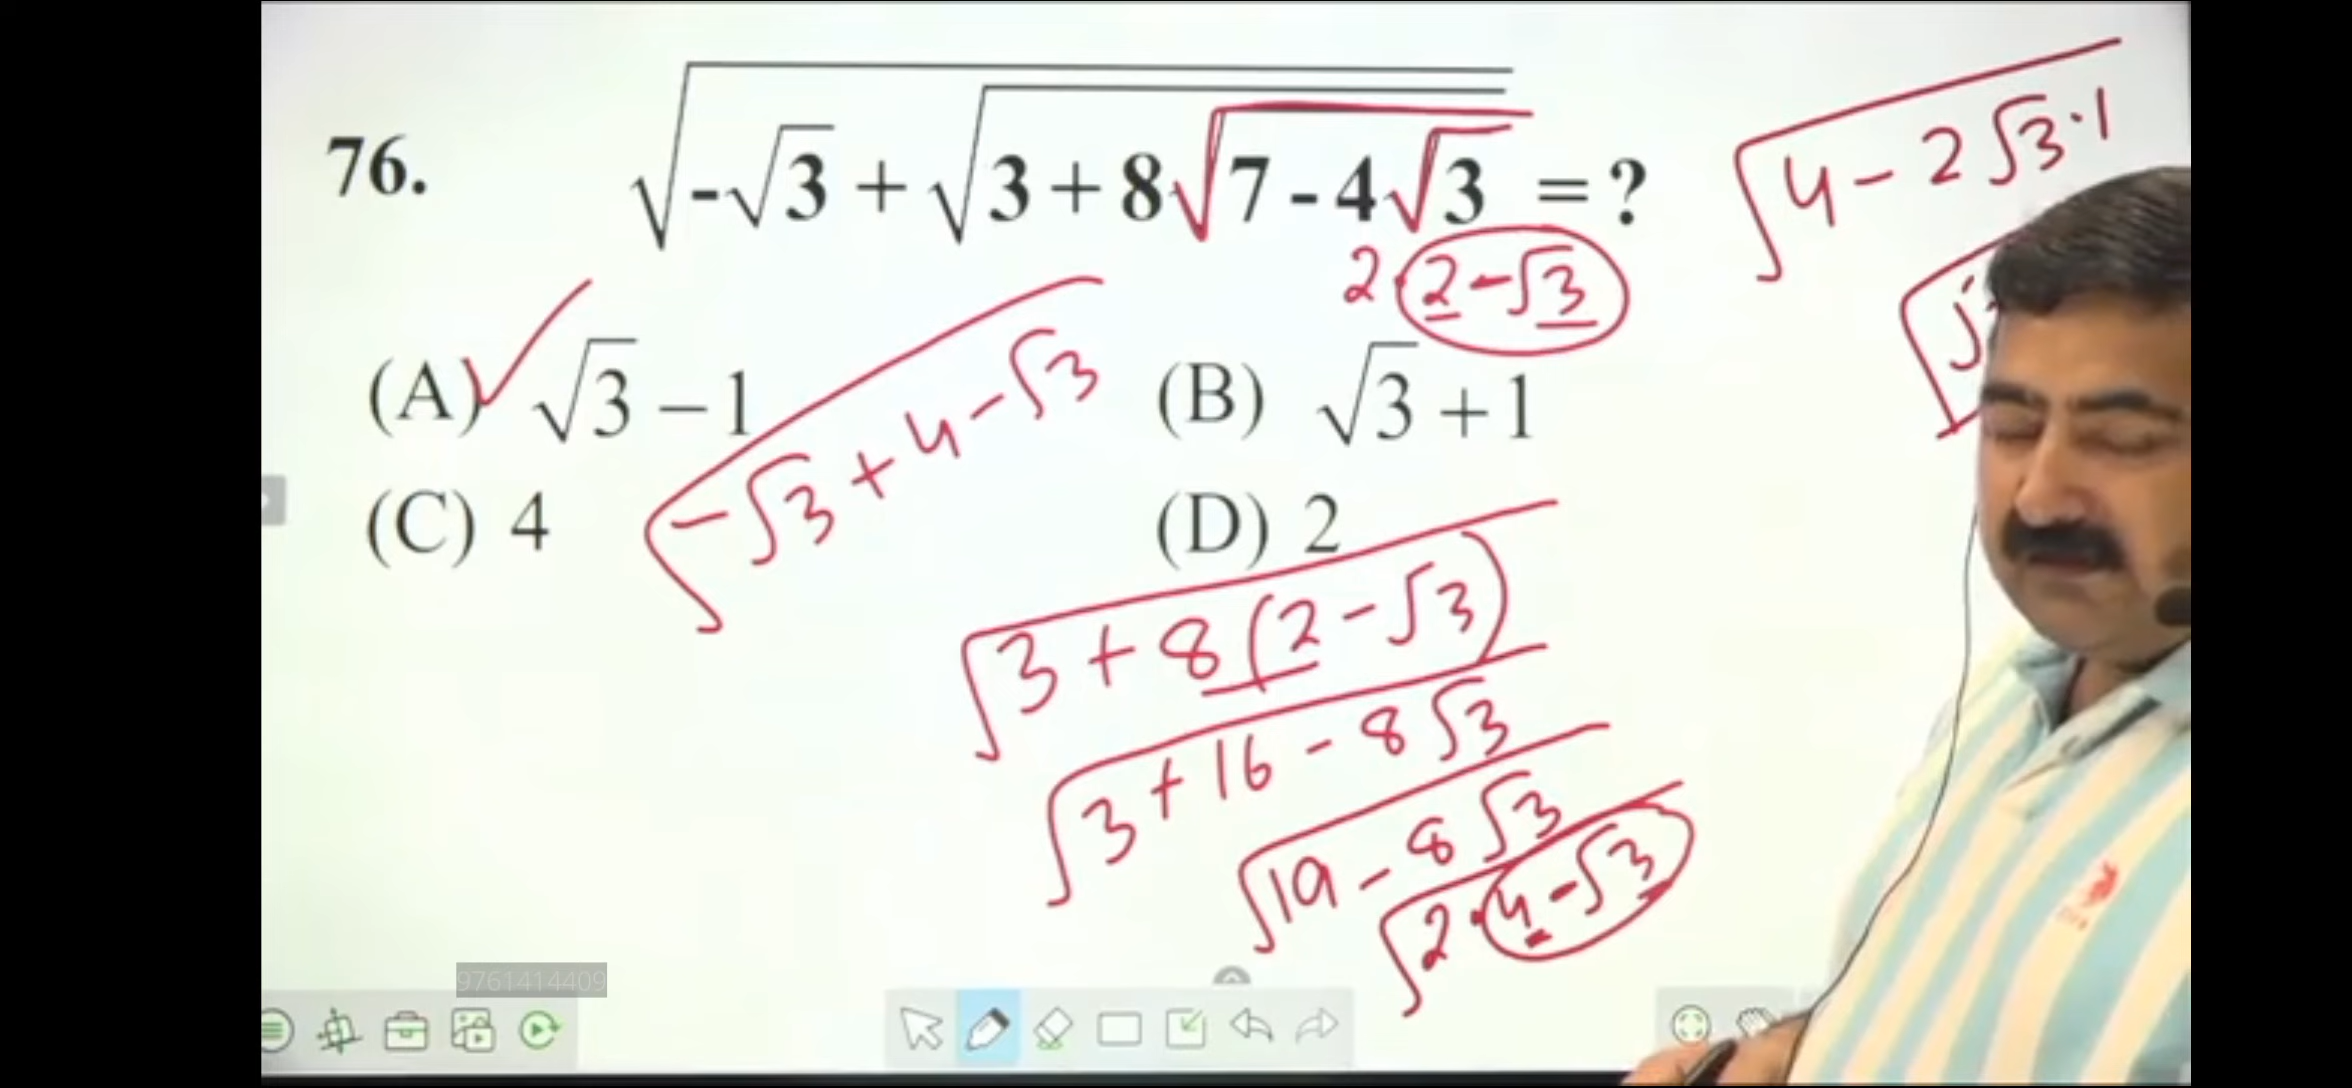 76. √(-√3 + √(3 + 8√(7 - 4√3))) = ?
√(4 - 2√3·1)
2·2-√3
(A) √3 - 1 (B) √3 + 1
√(-√3 + 4 - √3)
(C) 4 (D) 2
√(3 + 8(2 - √3))
√(3 + 16 - 8√3)
√(19 - 8√3)
√(2·4-√3)
9761414409